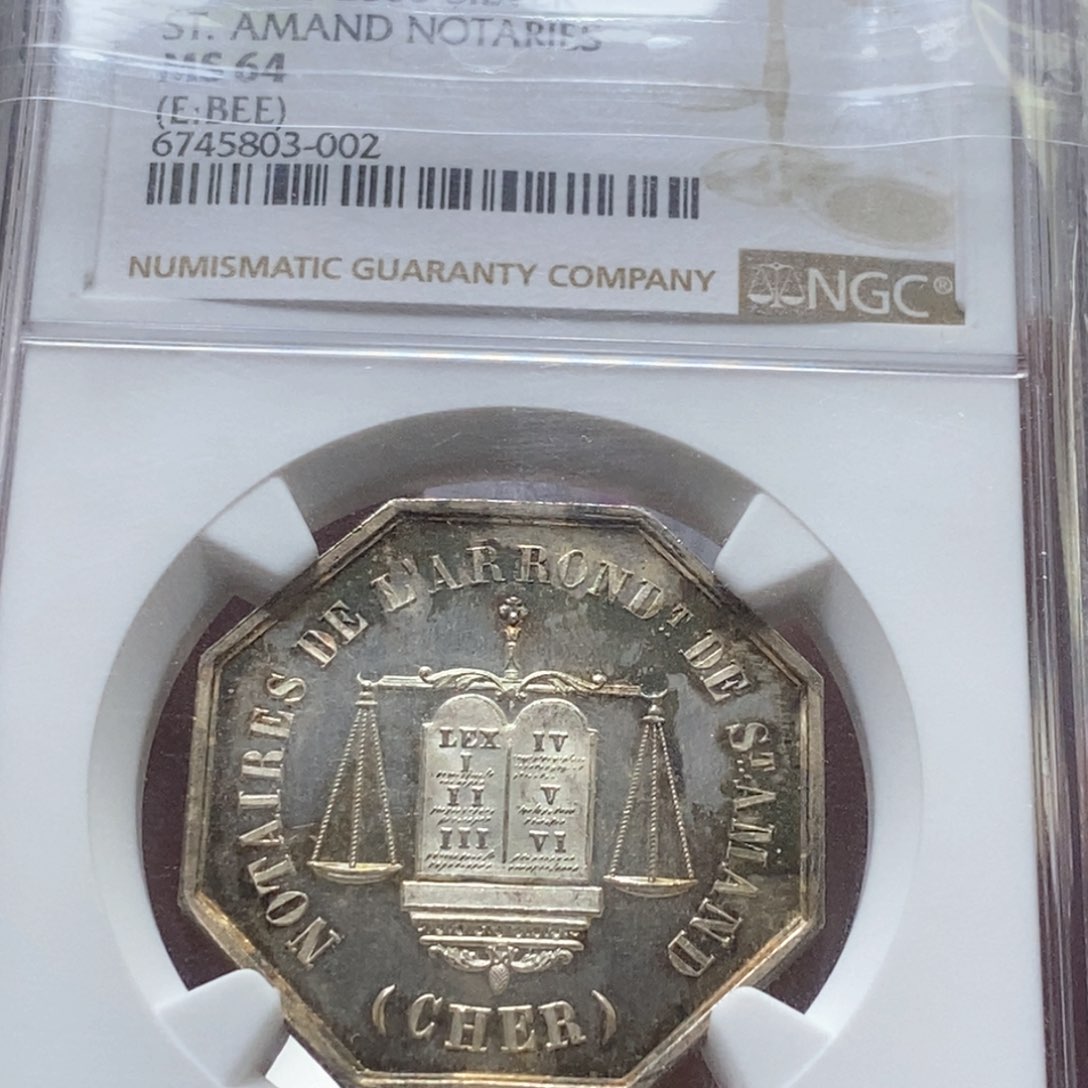 ST. AMAND NOTARIES
MS 64
(E:BEE)
6745803-002
NUMISMATIC GUARANTY COMPANY
NGC®
NOTAIRES DE L'ARRONDT. DE ST. AMAND
LEX IV
I
II V
III VI
(CHER)